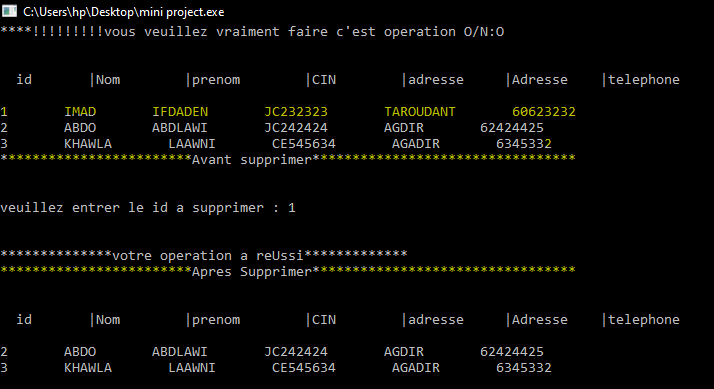 C:\Users\hp\Desktop\mini project.exe
****!!!!!!!!!vous veuillez vraiment faire c'est operation O/N:O
id |Nom |prenom |CIN |adresse |Adresse |telephone
1 IMAD IFDADEN JC232323 TAROUDANT 60623232
2 ABDO ABDLAWI JC242424 AGDIR 62424425
3 KHAWLA LAAWNI CE545634 AGADIR 6345332
************************Avant supprimer*********************************
veuillez entrer le id a supprimer : 1
**************votre operation a reUssi*************
************************Apres Supprimer*********************************
id |Nom |prenom |CIN |adresse |Adresse |telephone
2 ABDO ABDLAWI JC242424 AGDIR 62424425
3 KHAWLA LAAWNI CE545634 AGADIR 6345332